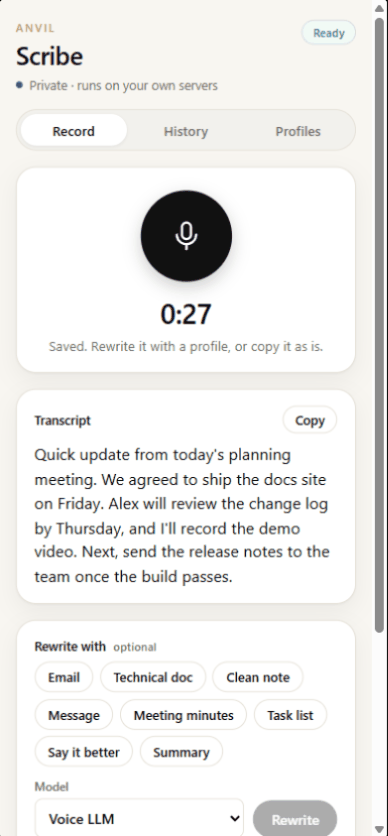 ANVIL
Ready
Scribe
Private · runs on your own servers
Record
History
Profiles
0:27
Saved. Rewrite it with a profile, or copy it as is.
Transcript
Copy
Quick update from today's planning
meeting. We agreed to ship the docs site
on Friday. Alex will review the change log
by Thursday, and I'll record the demo
video. Next, send the release notes to the
team once the build passes.
Rewrite with optional
Email
Technical doc
Clean note
Message
Meeting minutes
Task list
Say it better
Summary
Model
Voice LLM
Rewrite